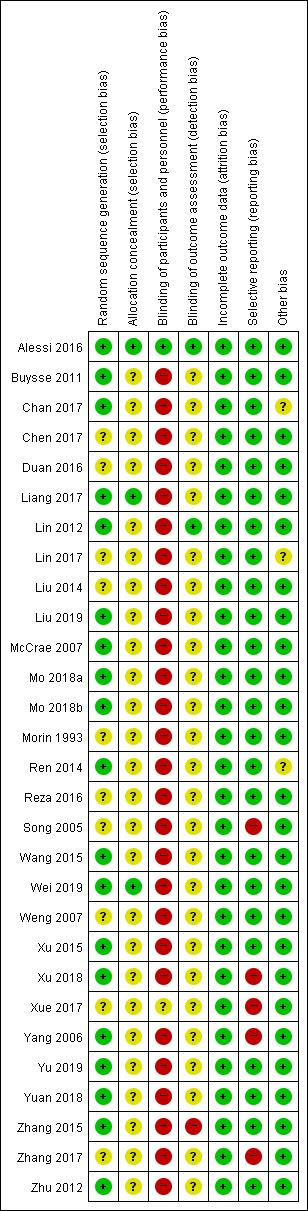 Random sequence generation (selection bias)
Allocation concealment (selection bias)
Blinding of participants and personnel (performance bias)
Blinding of outcome assessment (detection bias)
Incomplete outcome data (attrition bias)
Selective reporting (reporting bias)
Other bias
Alessi 2016 + + + + + + +
Buysse 2011 + ? − ? + + +
Chan 2017 + ? − ? + + ?
Chen 2017 ? ? − ? + + +
Duan 2016 ? ? − ? + + +
Liang 2017 + + − ? + + +
Lin 2012 + ? − + + + +
Lin 2017 ? ? − ? + + ?
Liu 2014 ? ? − ? + + +
Liu 2019 + ? − ? + + +
McCrae 2007 + ? − ? + + +
Mo 2018a + ? − ? + + +
Mo 2018b + ? − ? + + +
Morin 1993 ? ? − ? + + +
Ren 2014 + ? − ? + + ?
Reza 2016 ? ? − ? + + +
Song 2005 ? ? − ? + − +
Wang 2015 + ? − ? + + +
Wei 2019 + + − ? + + +
Weng 2007 ? ? − ? + + +
Xu 2015 + ? − ? + + +
Xu 2018 + ? − ? + − +
Xue 2017 ? ? ? ? + − +
Yang 2006 + ? − ? + − +
Yu 2019 + ? − ? + + +
Yuan 2018 + ? − ? + + +
Zhang 2015 + ? − − + + +
Zhang 2017 ? ? − ? + − +
Zhu 2012 + ? − ? + + +